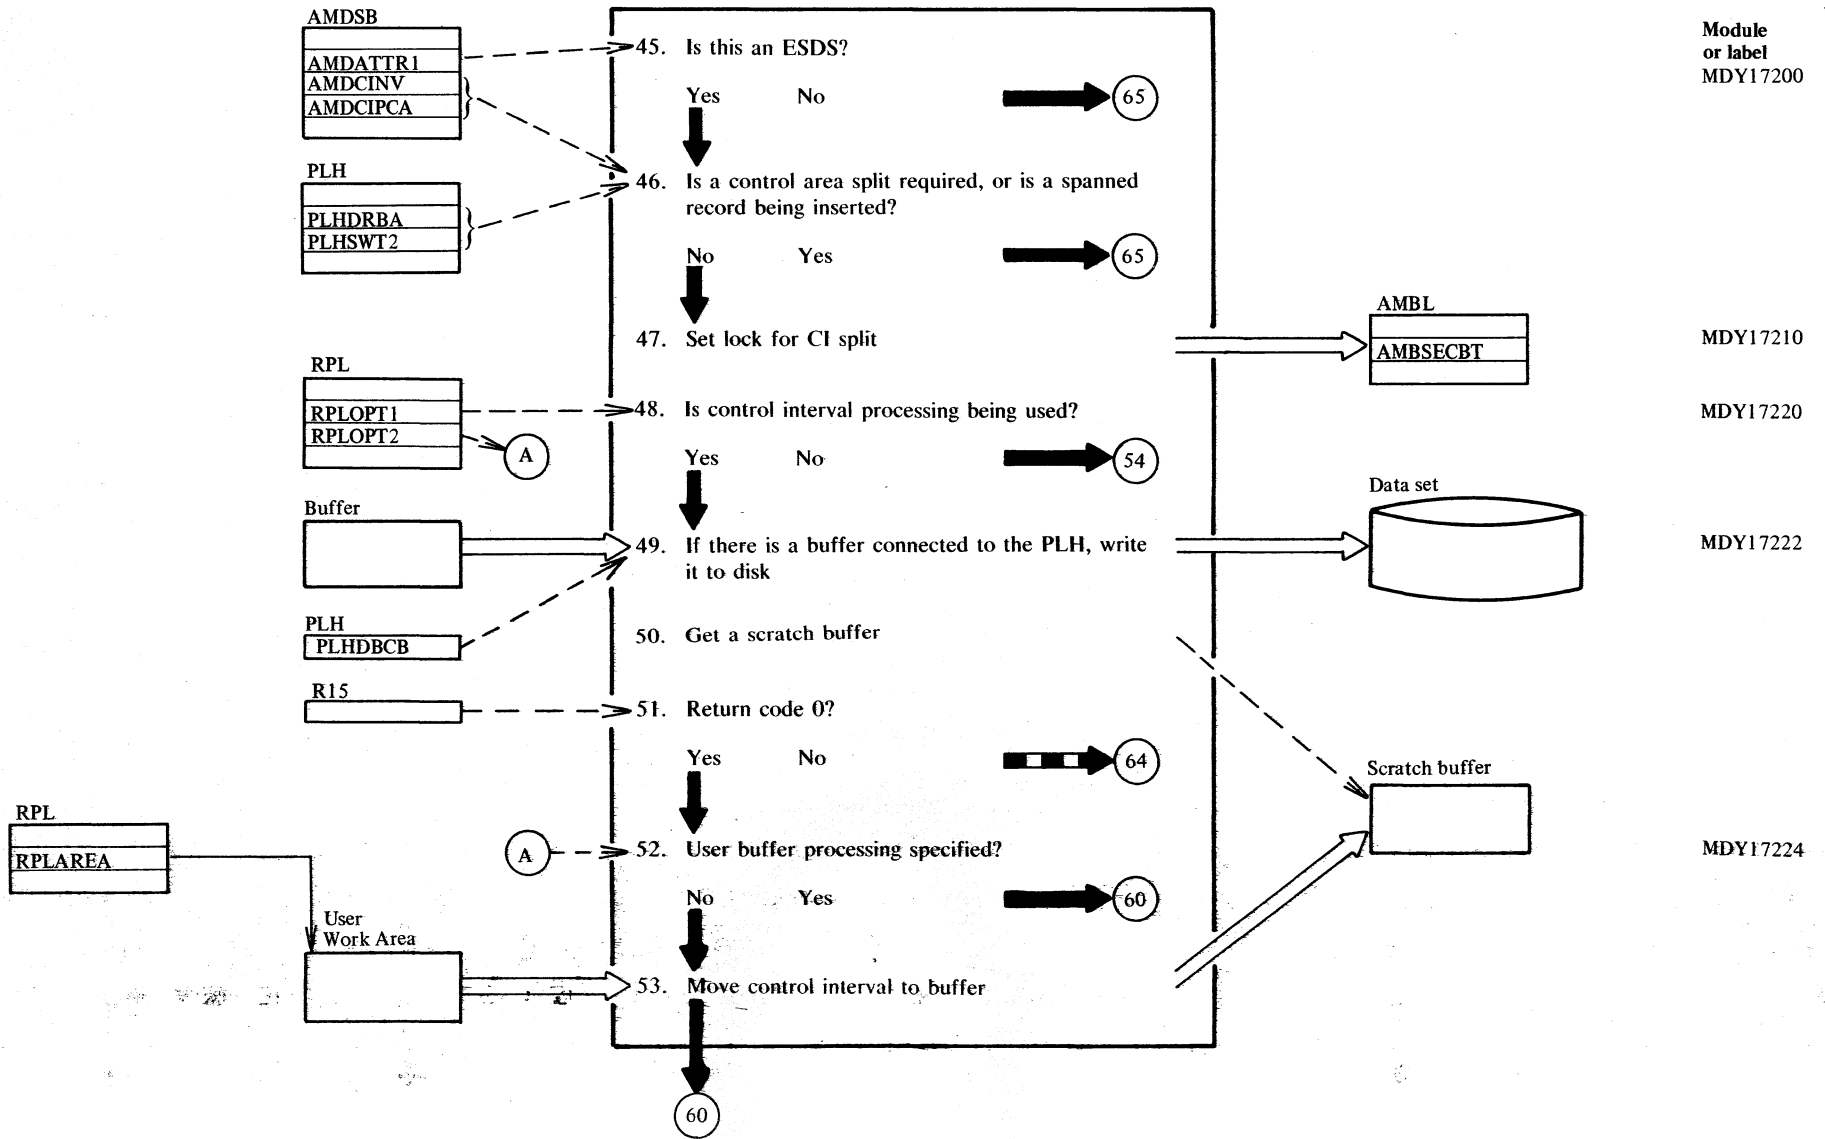 AMDSB
AMDATTR1
AMDCINV
AMDCIPCA
45. Is this an ESDS?
Yes No 65
Module
or label
MDY17200
PLH
PLHDRBA
PLHSWT2
46. Is a control area split required, or is a spanned
record being inserted?
No Yes 65
47. Set lock for CI split
AMBL
AMBSECBT
MDY17210
RPL
RPLOPT1
RPLOPT2
A
48. Is control interval processing being used?
MDY17220
Yes No 54
Buffer
49. If there is a buffer connected to the PLH, write
it to disk
Data set
MDY17222
PLH
PLHDBCB
50. Get a scratch buffer
R15
51. Return code 0?
Yes No 64
Scratch buffer
RPL
RPLAREA
A
52. User buffer processing specified?
MDY17224
No Yes 60
User
Work Area
53. Move control interval to buffer
60